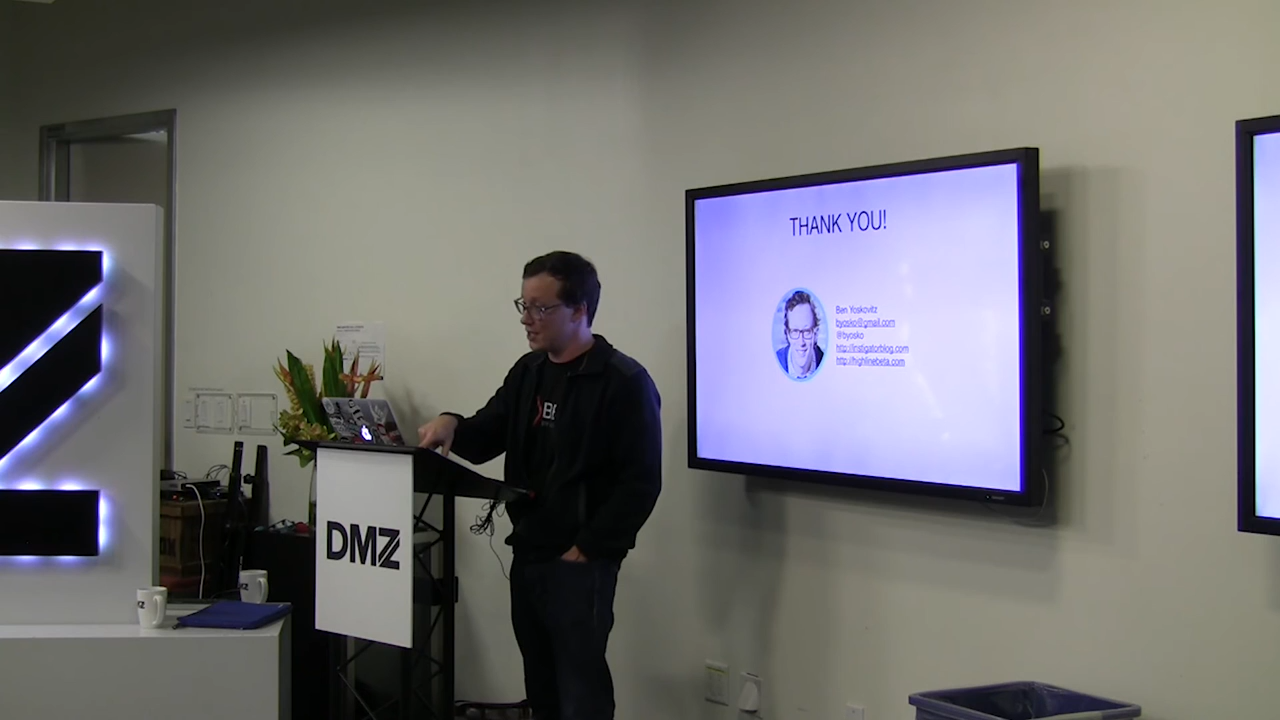 THANK YOU!
Ben Yoskovitz
byosko@gmail.com
@byosko
http://instigatorblog.com
http://highlinebeta.com
DMZ